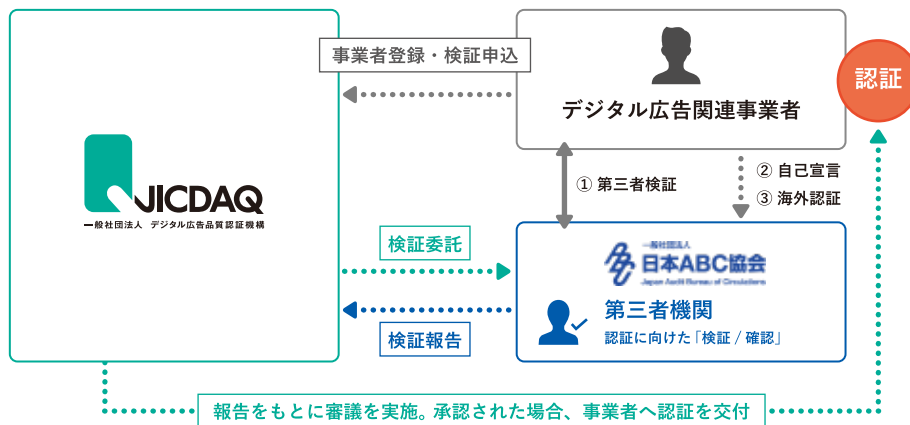 事業者登録・検証申込
認証
デジタル広告関連事業者
JICDAQ
一般社団法人 デジタル広告品質認証機構
① 第三者検証
② 自己宣言
③ 海外認証
検証委託
検証報告
一般社団法人
日本ABC協会
Japan Audit Bureau of Circulations
第三者機関
認証に向けた「検証 / 確認」
報告をもとに審議を実施。承認された場合、事業者へ認証を交付